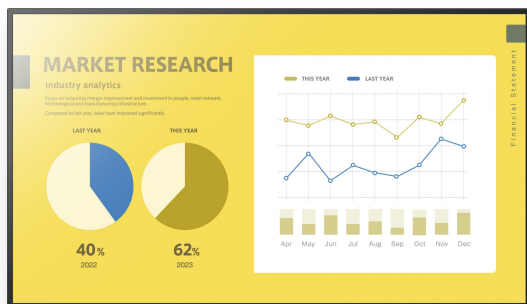 MARKET RESEARCH
Industry analytics
Focus on balancing margin improvement and investment in people, retail network,
technological and manufacturing infrastructure.
Compared to last year, sales have improved significantly.
LAST YEAR
THIS YEAR
40%
2022
62%
2023
THIS YEAR
LAST YEAR
Apr May Jun Jul Aug Sep Oct Nov Dec
Financial Statement